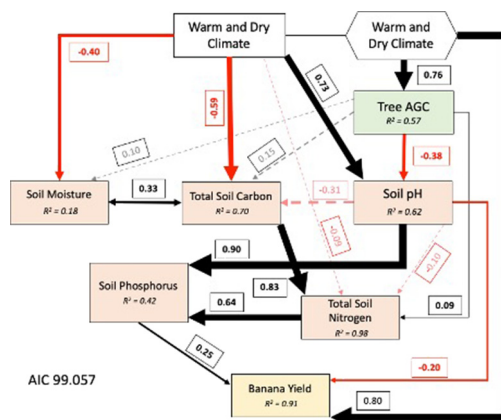 Warm and Dry
Climate
Warm and
Dry Climate
-0.40
0.76
0.73
-0.59
Tree AGC
R² = 0.57
0.10
0.15
-0.38
Soil Moisture
R² = 0.18
0.33
Total Soil Carbon
R² = 0.70
-0.31
Soil pH
R² = 0.62
-0.09
0.90
-0.10
Soil Phosphorus
R² = 0.42
0.83
0.64
Total Soil
Nitrogen
R² = 0.98
0.09
0.25
-0.20
AIC 99.057
Banana Yield
R² = 0.91
0.80